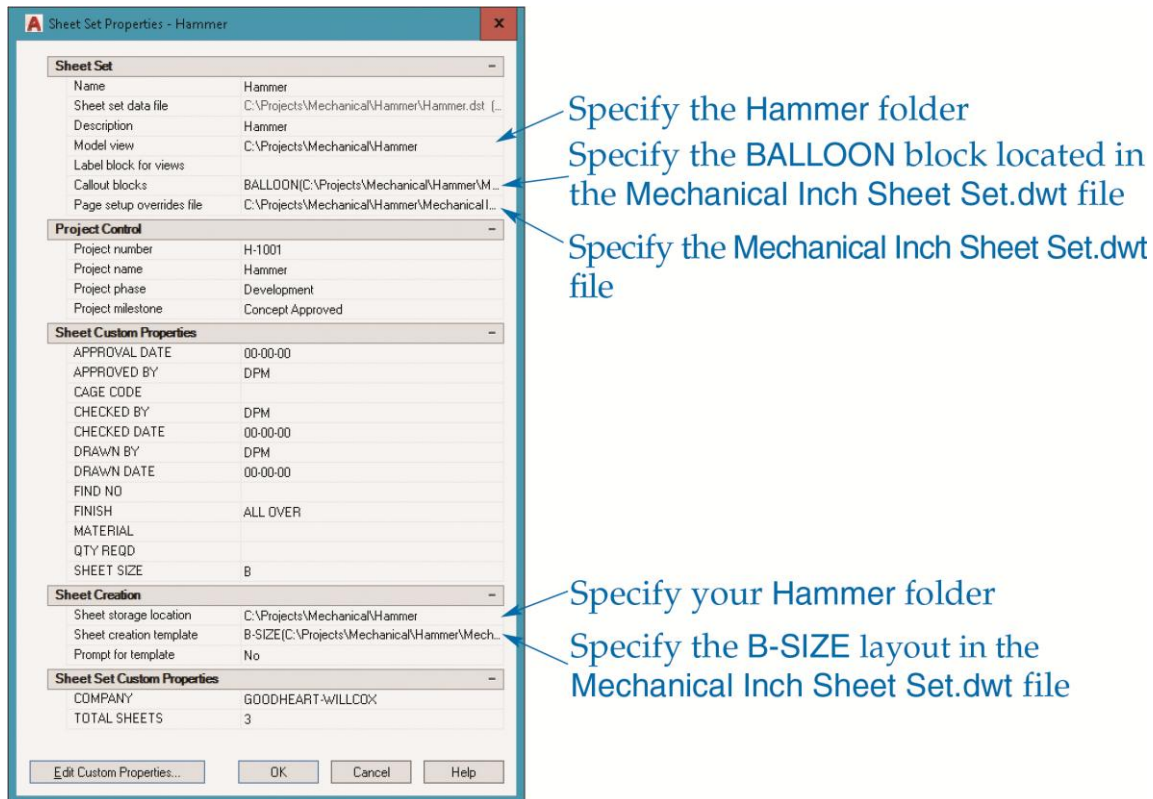 Sheet Set Properties - Hammer
Sheet Set
Name Hammer
Sheet set data file C:\Projects\Mechanical\Hammer\Hammer.dst (...
Description Hammer
Model view C:\Projects\Mechanical\Hammer
Label block for views
Callout blocks BALLOON(C:\Projects\Mechanical\Hammer\M...
Page setup overrides file C:\Projects\Mechanical\Hammer\Mechanical I...
Project Control
Project number H-1001
Project name Hammer
Project phase Development
Project milestone Concept Approved
Sheet Custom Properties
APPROVAL DATE 00-00-00
APPROVED BY DPM
CAGE CODE
CHECKED BY DPM
CHECKED DATE 00-00-00
DRAWN BY DPM
DRAWN DATE 00-00-00
FIND NO
FINISH ALL OVER
MATERIAL
QTY REQD
SHEET SIZE B
Sheet Creation
Sheet storage location C:\Projects\Mechanical\Hammer
Sheet creation template B-SIZE(C:\Projects\Mechanical\Hammer\Mech...
Prompt for template No
Sheet Set Custom Properties
COMPANY GOODHEART-WILLCOX
TOTAL SHEETS 3
Edit Custom Properties... OK Cancel Help
Specify the Hammer folder
Specify the BALLOON block located in
the Mechanical Inch Sheet Set.dwt file
Specify the Mechanical Inch Sheet Set.dwt
file
Specify your Hammer folder
Specify the B-SIZE layout in the
Mechanical Inch Sheet Set.dwt file